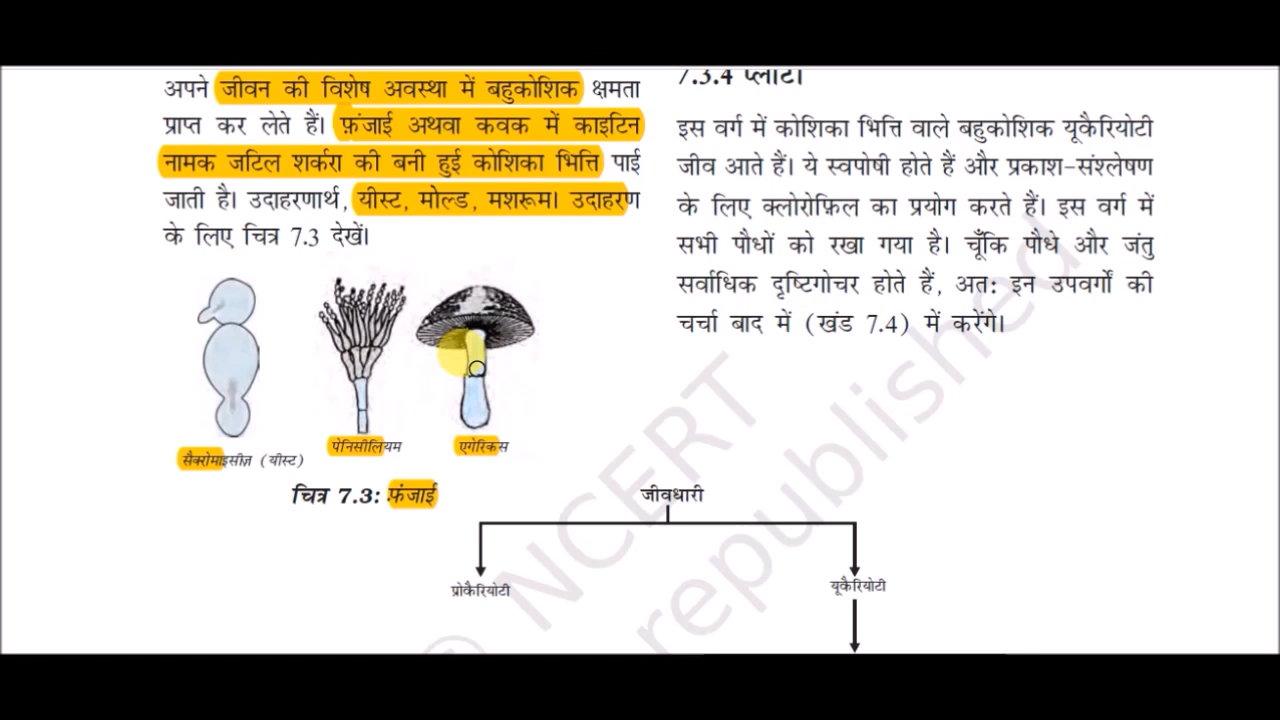 अपने जीवन की विशेष अवस्था में बहुकोशिक क्षमता
प्राप्त कर लेते हैं। फ़ंजाई अथवा कवक में काइटिन
नामक जटिल शर्करा की बनी हुई कोशिका भित्ति पाई
जाती है। उदाहरणार्थ, यीस्ट, मोल्ड, मशरूम। उदाहरण
के लिए चित्र 7.3 देखें।
सैक्रोमाइसीज़ (यीस्ट)
पेनिसीलियम
एगेरिकस
चित्र 7.3: फंजाई
7.3.4 प्लांटी
इस वर्ग में कोशिका भित्ति वाले बहुकोशिक यूकैरियोटी
जीव आते हैं। ये स्वपोषी होते हैं और प्रकाश-संश्लेषण
के लिए क्लोरोफ़िल का प्रयोग करते हैं। इस वर्ग में
सभी पौधों को रखा गया है। चूँकि पौधे और जंतु
सर्वाधिक दृष्टिगोचर होते हैं, अत: इन उपवर्गों की
चर्चा बाद में (खंड 7.4) में करेंगे।
जीवधारी
प्रोकैरियोटी
यूकैरियोटी
© NCERT
republished